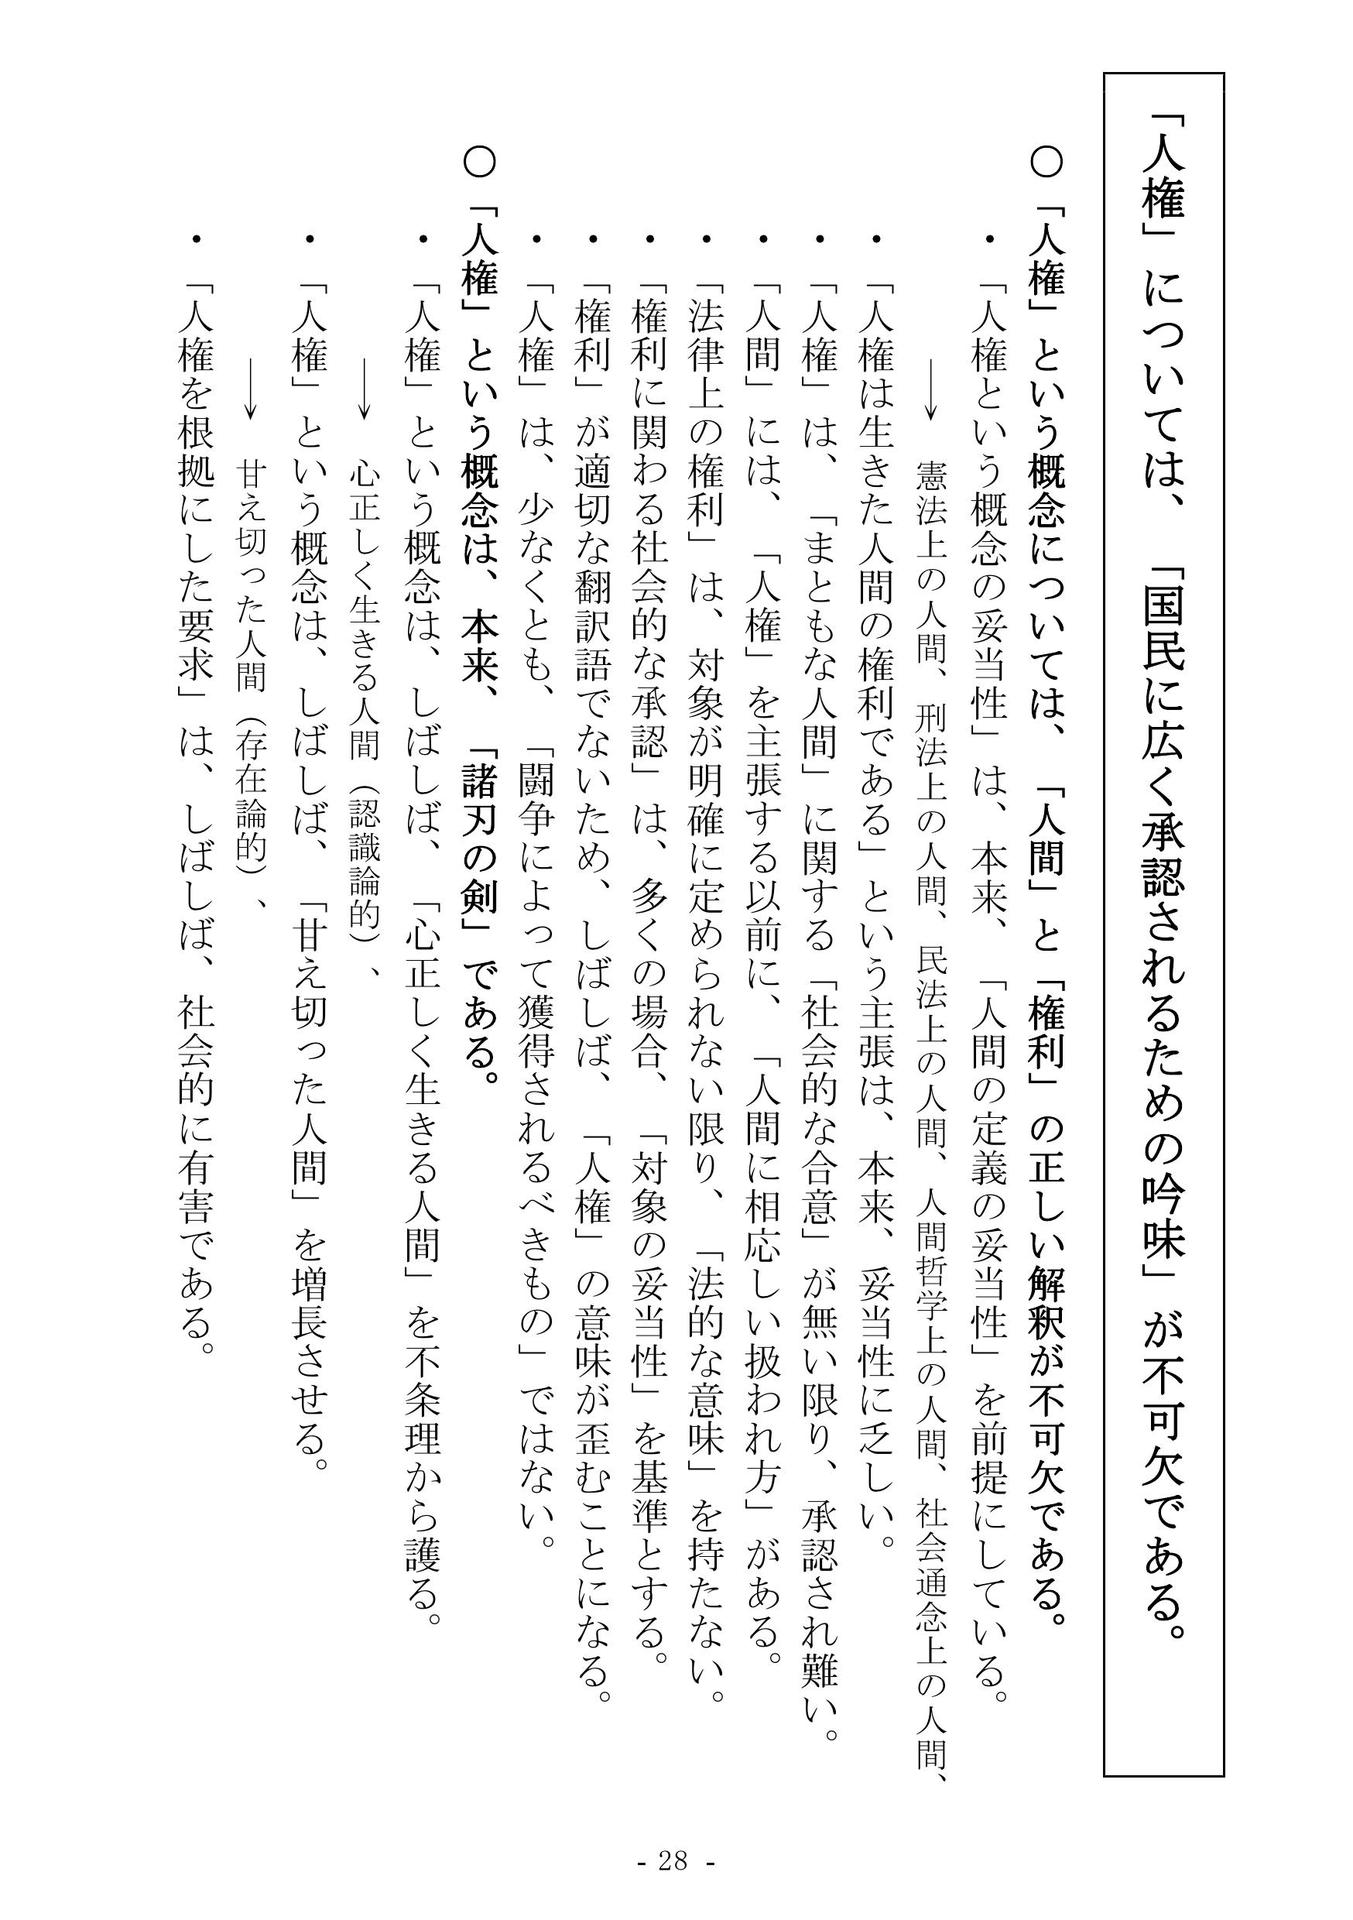 「人権」については、「国民に広く承認されるための吟味」が不可欠である。
○「人権」という概念については、「人間」と「権利」の正しい解釈が不可欠である。
・「人権という概念の妥当性」は、本来、「人間の定義の妥当性」を前提にしている。
→ 憲法上の人間、刑法上の人間、民法上の人間、人間哲学上の人間、社会通念上の人間、
・「人権は生きた人間の権利である」という主張は、本来、妥当性に乏しい。
・「人権」は、「まともな人間」に関する「社会的な合意」が無い限り、承認され難い。
・「人間」には、「人権」を主張する以前に、「人間に相応しい扱われ方」がある。
・「法律上の権利」は、対象が明確に定められない限り、「法的な意味」を持たない。
・「権利に関わる社会的な承認」は、多くの場合、「対象の妥当性」を基準とする。
・「権利」が適切な翻訳語でないため、しばしば、「人権」の意味が歪むことになる。
・「人権」は、少なくとも、「闘争によって獲得されるべきもの」ではない。
○「人権」という概念は、本来、「諸刃の剣」である。
・「人権」という概念は、しばしば、「心正しく生きる人間」を不条理から護る。
→ 心正しく生きる人間（認識論的）、
・「人権」という概念は、しばしば、「甘え切った人間」を増長させる。
→ 甘え切った人間（存在論的）、
・「人権を根拠にした要求」は、しばしば、社会的に有害である。
- 28 -